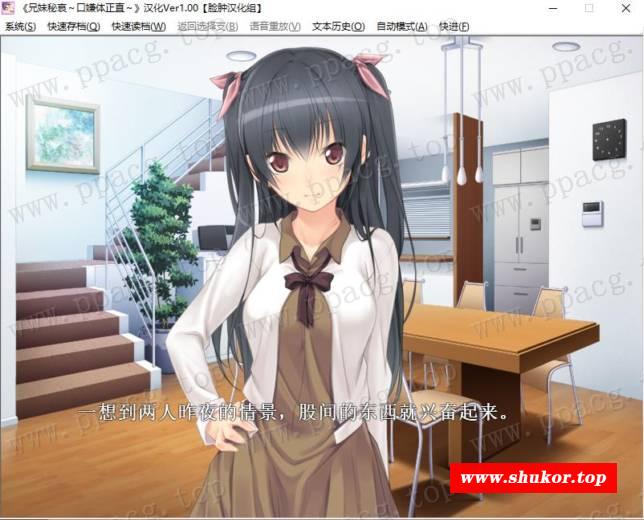 《兄妹秘衷～口嫌体正直～》汉化Ver1.00【脸肿汉化组】
系统(S) 快速存档(Q) 快速读档(W) 返回选择支(B) 语音重放(V) 文本历史(O) 自动模式(A) 快进(F)
www.ppacg.top
一想到两人昨夜的情景，股间的东西就兴奋起来。
www.shukor.top